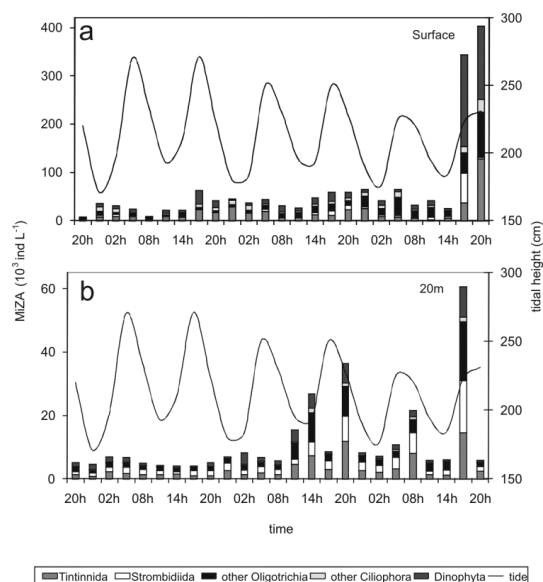 a
Surface
400
300
200
100
0
300
250
200
150
20h 02h 08h 14h 20h 02h 08h 14h 20h 02h 08h 14h 20h
MiZA (10³ ind L⁻¹)
tidal height (cm)
b
20m
60
40
20
0
300
250
200
150
20h 02h 08h 14h 20h 02h 08h 14h 20h 02h 08h 14h 20h
time
Tintinnida Strombidiida other Oligotrichia other Ciliophora Dinophyta tide